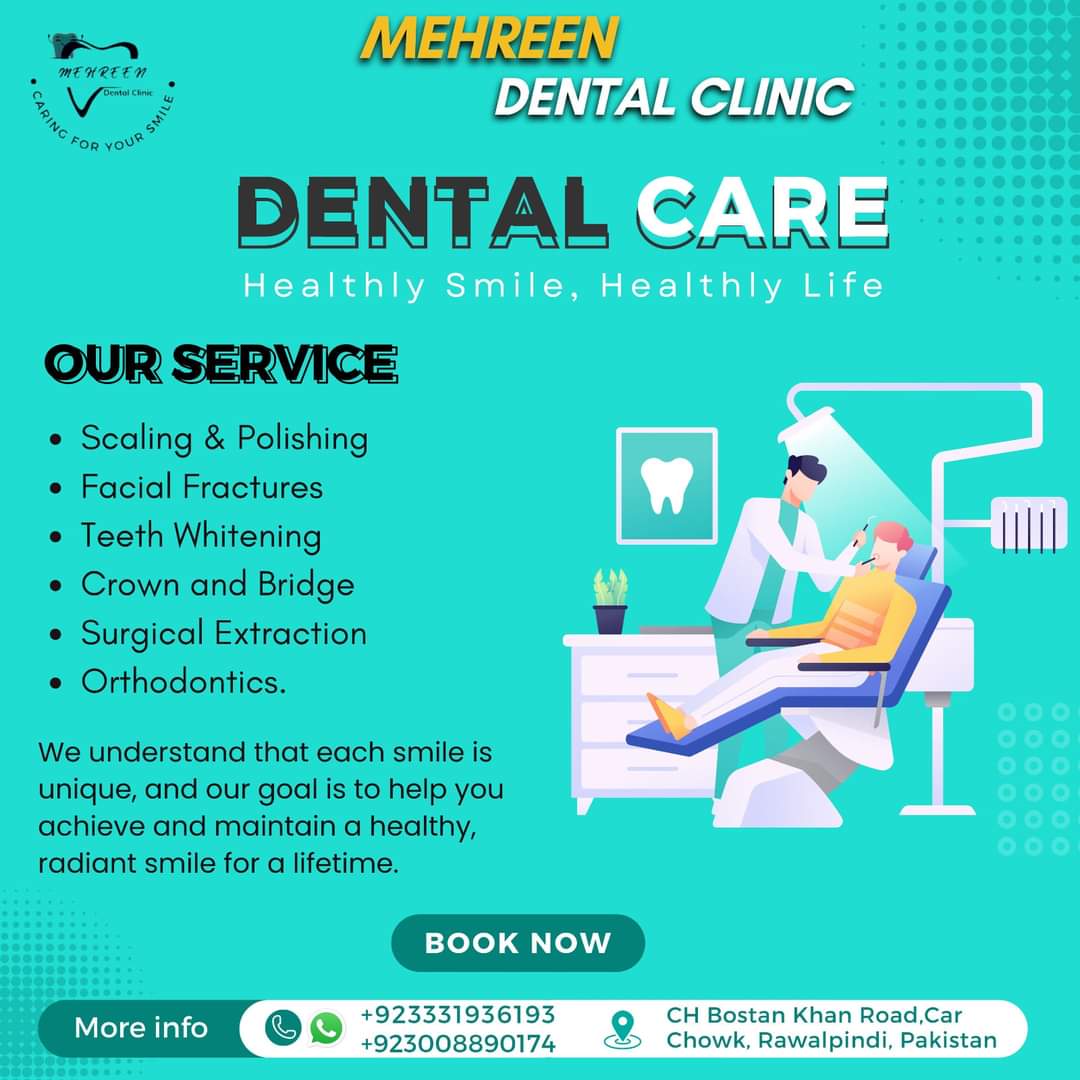 MEHREEN
Dental Clinic
CARING FOR YOUR SMILE
MEHREEN
DENTAL CLINIC
DENTAL CARE
Healthly Smile, Healthly Life
OUR SERVICE
• Scaling & Polishing
• Facial Fractures
• Teeth Whitening
• Crown and Bridge
• Surgical Extraction
• Orthodontics.
We understand that each smile is
unique, and our goal is to help you
achieve and maintain a healthy,
radiant smile for a lifetime.
BOOK NOW
More info
+923331936193
+923008890174
CH Bostan Khan Road,Car
Chowk, Rawalpindi, Pakistan